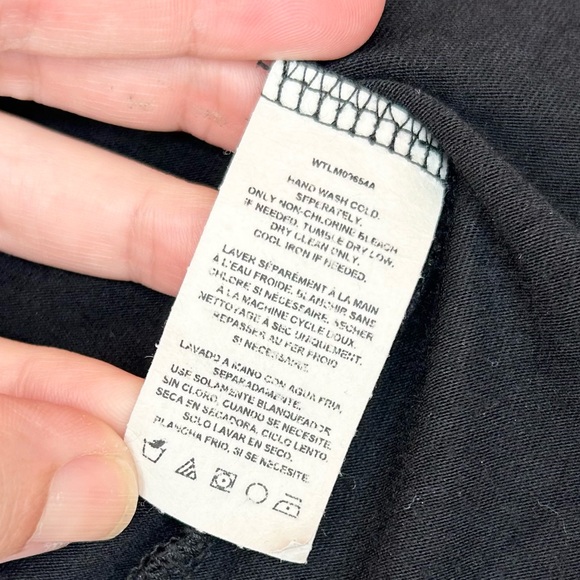 WTLM09654A
HAND WASH COLD.
SEPERATELY.
ONLY NON-CHLORINE BLEACH
IF NEEDED, TUMBLE DRY LOW.
DRY CLEAN ONLY.
COOL IRON IF NEEDED.
LAVER SÉPARÉMENT À LA MAIN
À L'EAU FROIDE. BLANCHIR SANS
CHLORE SI NÉCESSAIRE. SÉCHER
À LA MACHINE CYCLE DOUX.
NETTOYAGE À SEC UNIQUEMENT.
REPASSER AU FER FROID
SI NECESSAIRE.
LAVADO A MANO CON AGUA FRIA,
SEPARADAMENTE.
USE SOLAMENTE BLANQUEADOR
SIN CLORO, CUANDO SE NECESITE.
SECA EN SECADORA, CICLO LENTO.
SOLO LAVAR EN SECO.
PLANCHA FRIO, SI SE NECESITE.